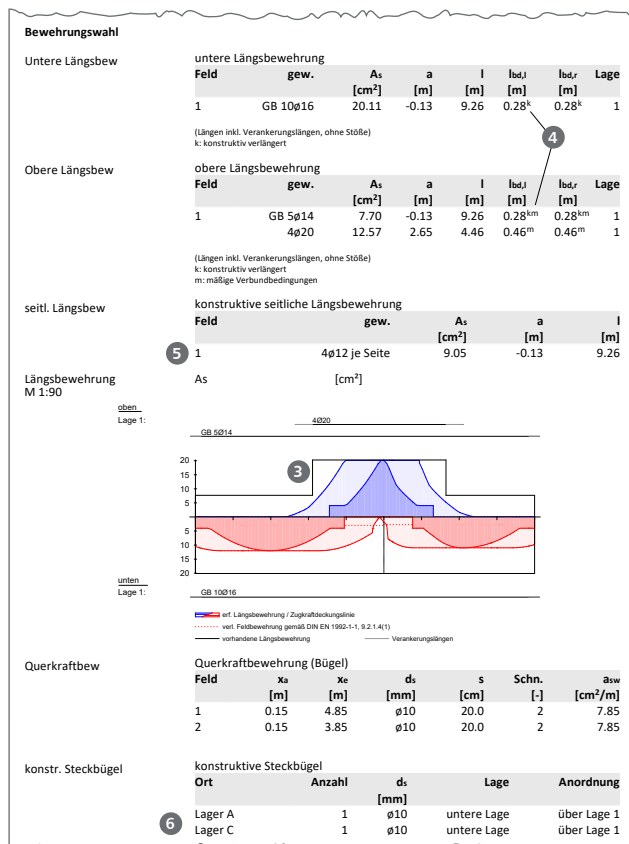 Bewehrungswahl
Untere Längsbew
untere Längsbewehrung
Feld gew. As a l lbd,l lbd,r Lage
[cm²] [m] [m] [m] [m]
1 GB 10ø16 20.11 -0.13 9.26 0.28k 0.28k 1
(Längen inkl. Verankerungslängen, ohne Stöße)
k: konstruktiv verlängert
4
Obere Längsbew
obere Längsbewehrung
Feld gew. As a l lbd,l lbd,r Lage
[cm²] [m] [m] [m] [m]
1 GB 5ø14 7.70 -0.13 9.26 0.28km 0.28km 1
4ø20 12.57 2.65 4.46 0.46m 0.46m 1
(Längen inkl. Verankerungslängen, ohne Stöße)
k: konstruktiv verlängert
m: mäßige Verbundbedingungen
seitl. Längsbew
konstruktive seitliche Längsbewehrung
Feld gew. As a l
[cm²] [m] [m]
5 1 4ø12 je Seite 9.05 -0.13 9.26
Längsbewehrung As [cm²]
M 1:90
oben
Lage 1: 4Ø20
GB 5Ø14
20
15
10
5
3
5
10
15
20
unten
Lage 1: GB 10Ø16
erf. Längsbewehrung / Zugkraftdeckungslinie
verl. Feldbewehrung gemäß DIN EN 1992-1-1, 9.2.1.4(1)
vorhandene Längsbewehrung Verankerungslängen
Querkraftbew
Querkraftbewehrung (Bügel)
Feld xa xe ds s Schn. asw
[m] [m] [mm] [cm] [-] [cm²/m]
1 0.15 4.85 ø10 20.0 2 7.85
2 0.15 3.85 ø10 20.0 2 7.85
konstr. Steckbügel
konstruktive Steckbügel
Ort Anzahl ds Lage Anordnung
[mm]
Lager A 1 ø10 untere Lage über Lage 1
6 Lager C 1 ø10 untere Lage über Lage 1